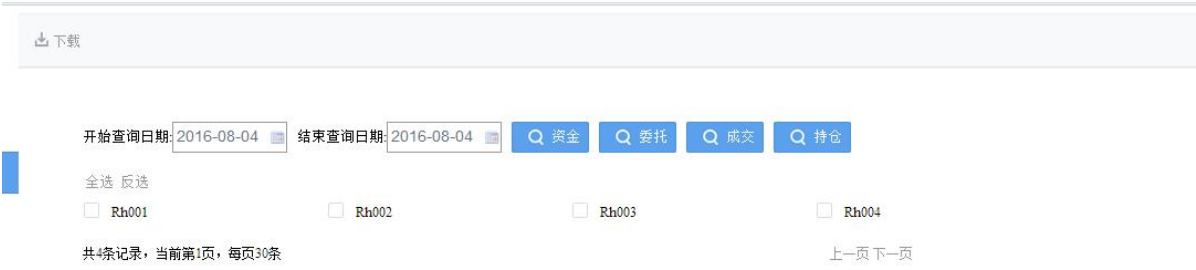 下载
开始查询日期: 2016-08-04 结束查询日期: 2016-08-04 资金 委托 成交 持仓
全选 反选
Rh001 Rh002 Rh003 Rh004
共4条记录，当前第1页，每页30条 上一页 下一页